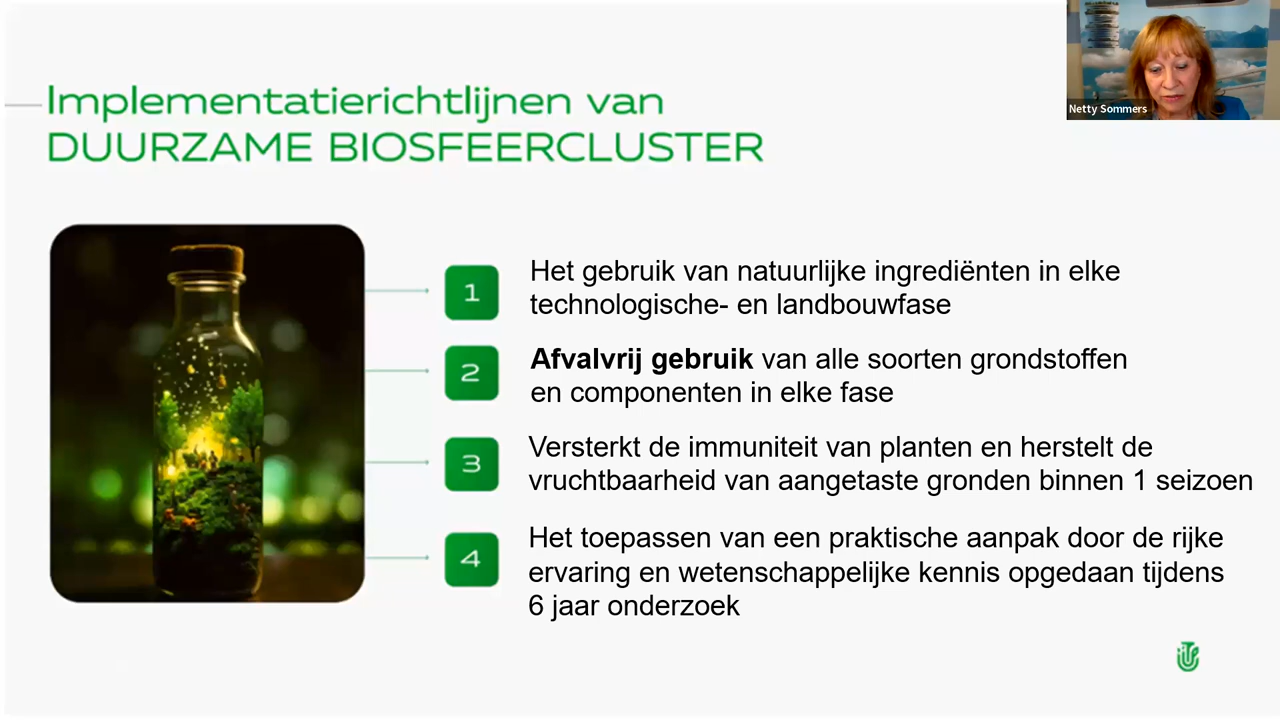 Netty Sommers
Implementatierichtlijnen van
DUURZAME BIOSFEERCLUSTER
1
Het gebruik van natuurlijke ingrediënten in elke
technologische- en landbouwfase
2
Afvalvrij gebruik van alle soorten grondstoffen
en componenten in elke fase
3
Versterkt de immuniteit van planten en herstelt de
vruchtbaarheid van aangetaste gronden binnen 1 seizoen
4
Het toepassen van een praktische aanpak door de rijke
ervaring en wetenschappelijke kennis opgedaan tijdens
6 jaar onderzoek